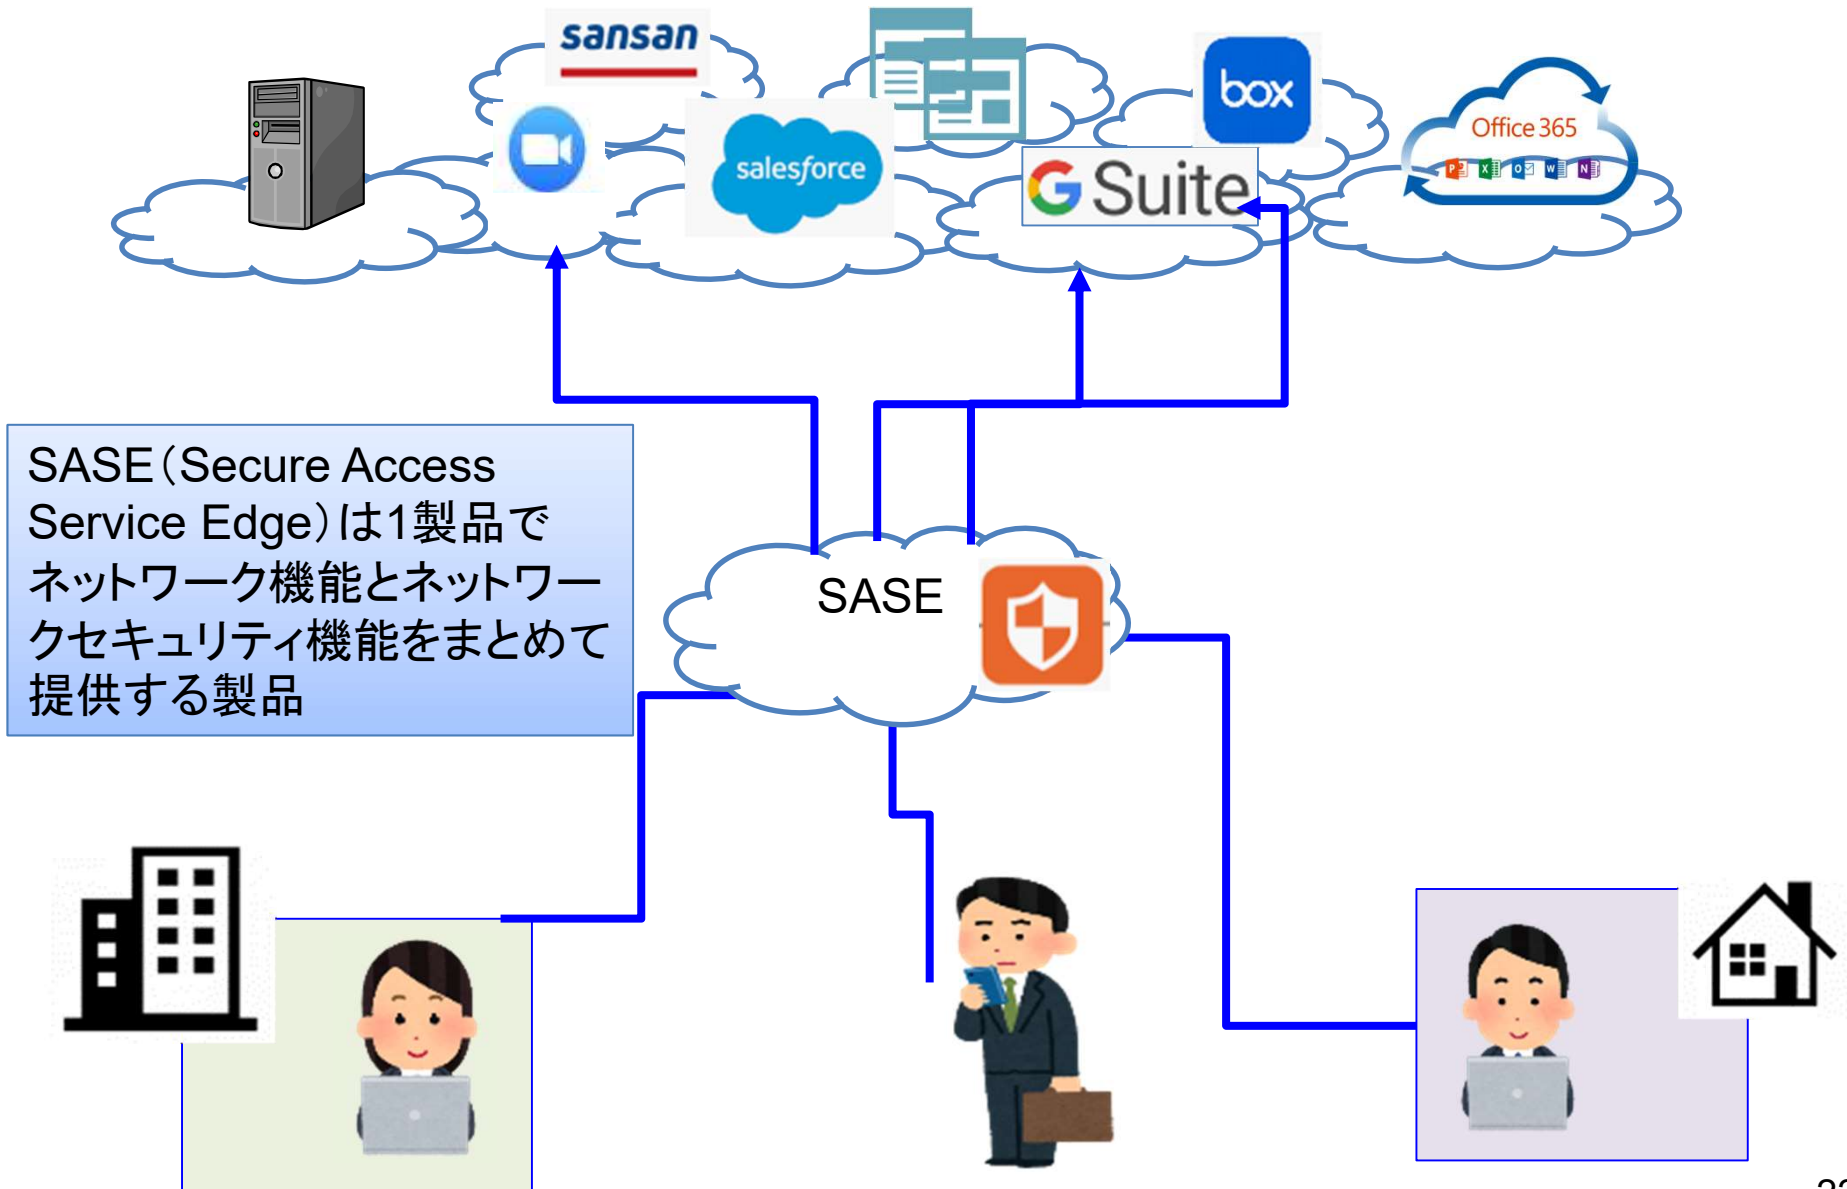 sansan
box
Office 365
salesforce
G Suite
P X O W N
SASE（Secure Access
Service Edge）は1製品で
ネットワーク機能とネットワー
クセキュリティ機能をまとめて
提供する製品
SASE